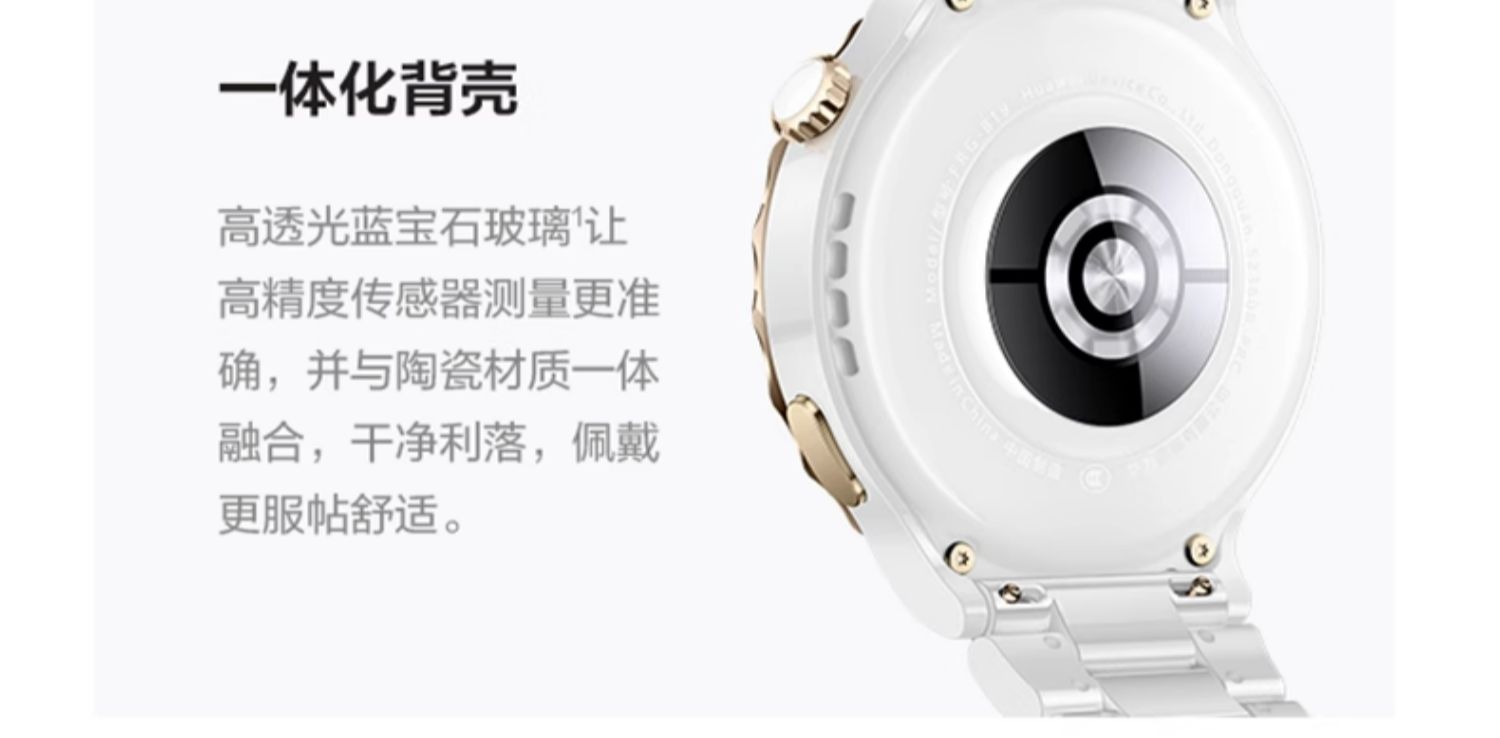 一体化背壳
高透光蓝宝石玻璃¹让
高精度传感器测量更准
确，并与陶瓷材质一体
融合，干净利落，佩戴
更服帖舒适。